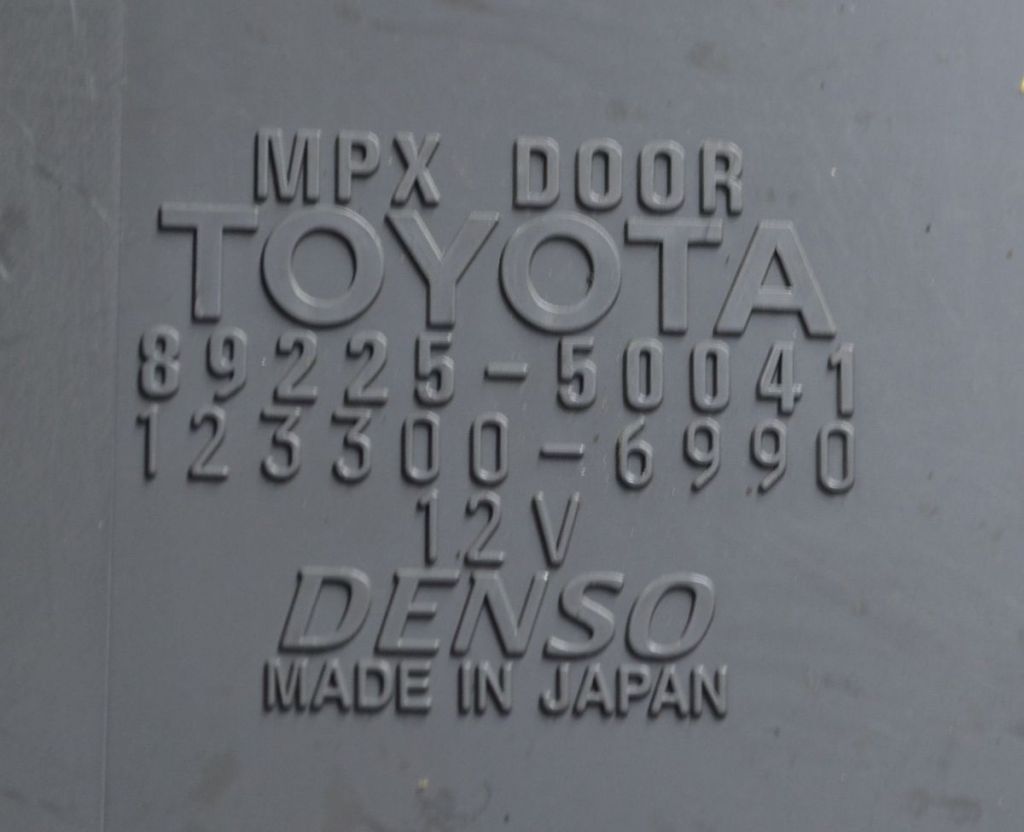 MPX DOOR
TOYOTA
89225-50041
123300-6990
12V
DENSO
MADE IN JAPAN